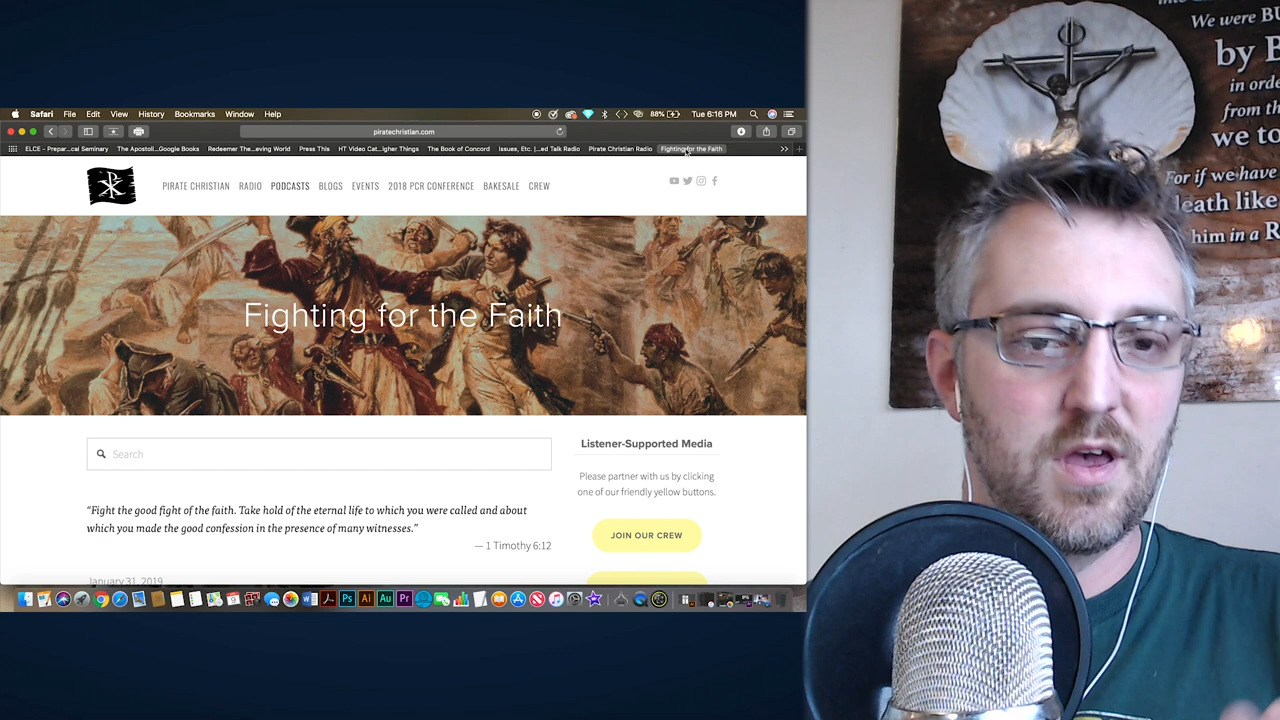 Safari File Edit View History Bookmarks Window Help
88%
Tue 6:16 PM
piratechristian.com
ELCE - Prepar...cal Seminary
The Apostoli...Google Books
Redeemer The...eving World
Press This
HT Video Cat...igher Things
The Book of Concord
Issues, Etc. |...ed Talk Radio
Pirate Christian Radio
Fighting for the Faith
PIRATE CHRISTIAN RADIO PODCASTS BLOGS EVENTS 2018 PCR CONFERENCE BAKESALE CREW
Fighting for the Faith
Search
Listener-Supported Media
Please partner with us by clicking
one of our friendly yellow buttons.
JOIN OUR CREW
“Fight the good fight of the faith. Take hold of the eternal life to which you were called and about
which you made the good confession in the presence of many witnesses.”
— 1 Timothy 6:12
January 31, 2019
Ps Ai Au Pr
We were BU
by B
in orde
from the
we to
For if we have
death like
him in a R